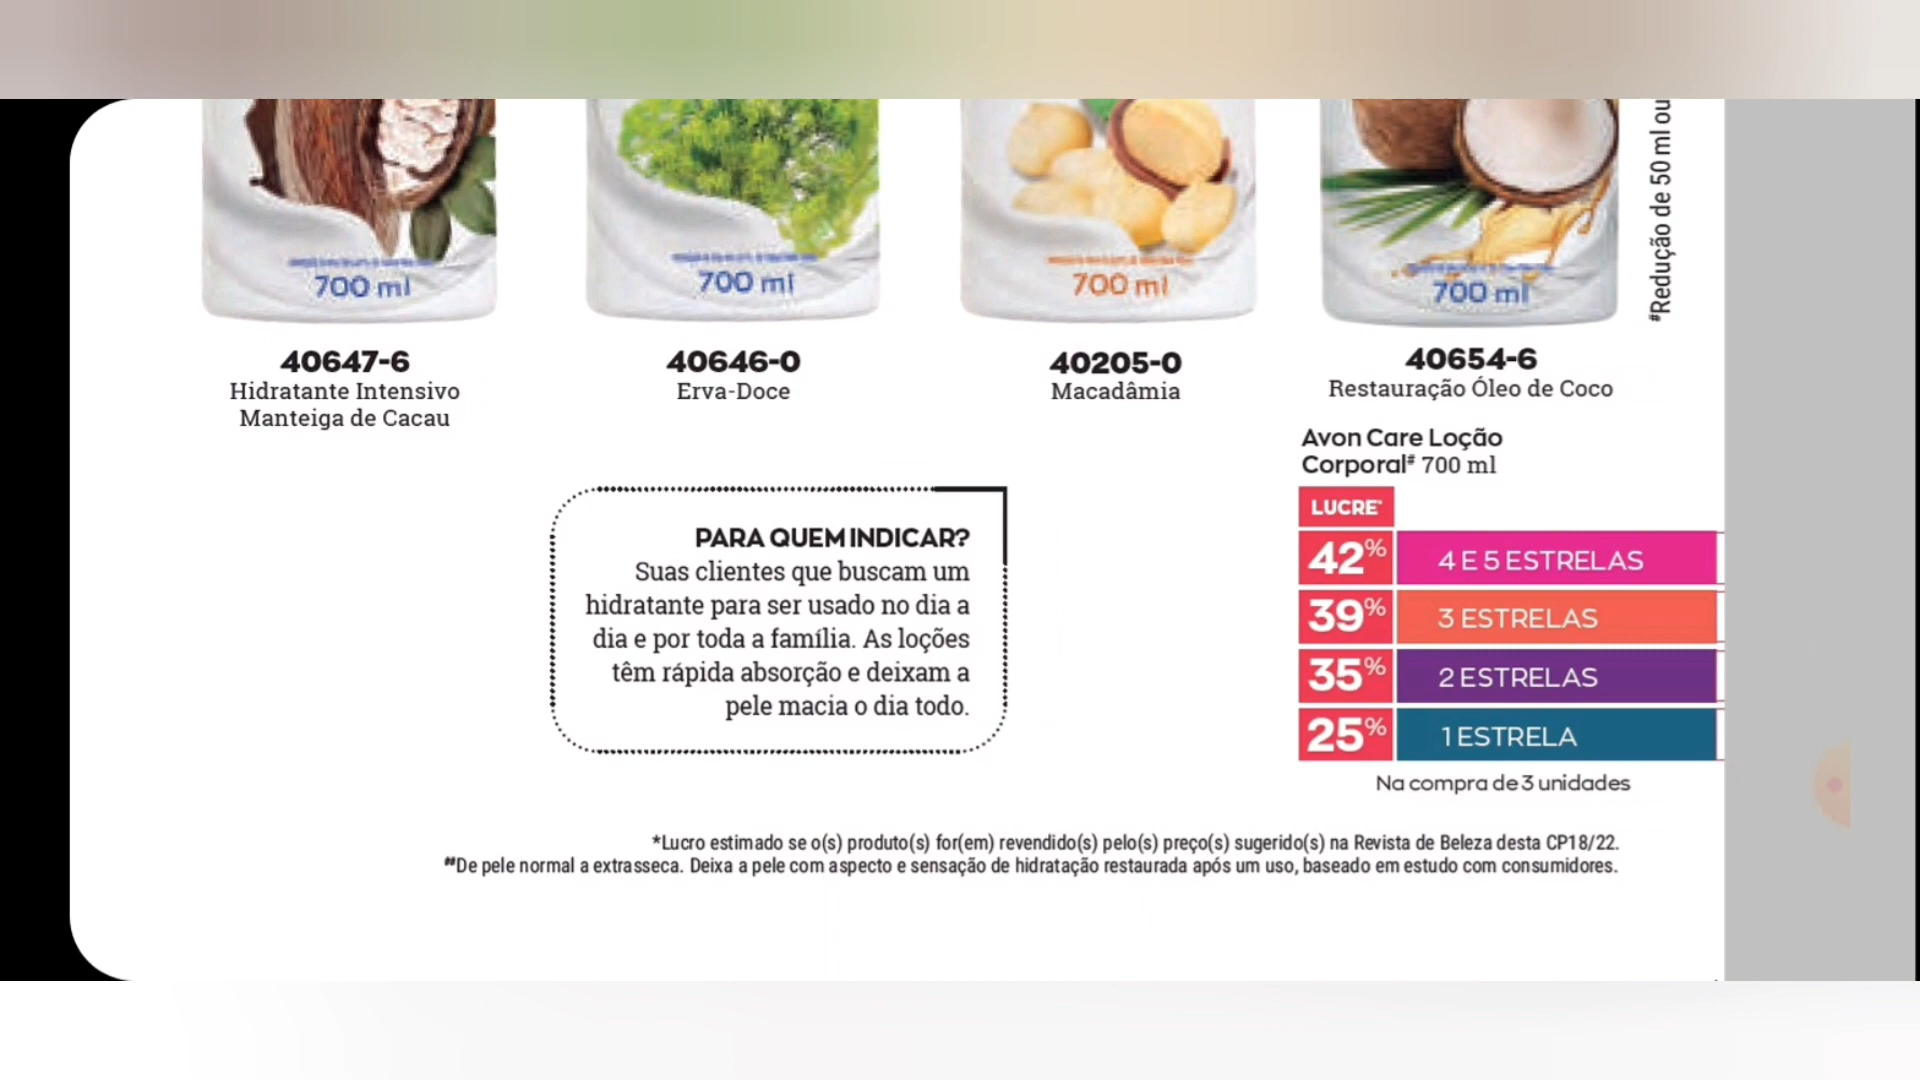 700 ml
700 ml
700 ml
700 ml
#Redução de 50 ml ou
40647-6
Hidratante Intensivo
Manteiga de Cacau
40646-0
Erva-Doce
40205-0
Macadâmia
40654-6
Restauração Óleo de Coco
PARA QUEM INDICAR?
Suas clientes que buscam um
hidratante para ser usado no dia a
dia e por toda a família. As loções
têm rápida absorção e deixam a
pele macia o dia todo.
Avon Care Loção
Corporal# 700 ml
LUCRE*
42% 4 E 5 ESTRELAS
39% 3 ESTRELAS
35% 2 ESTRELAS
25% 1 ESTRELA
Na compra de 3 unidades
*Lucro estimado se o(s) produto(s) for(em) revendido(s) pelo(s) preço(s) sugerido(s) na Revista de Beleza desta CP18/22.
##De pele normal a extrasseca. Deixa a pele com aspecto e sensação de hidratação restaurada após um uso, baseado em estudo com consumidores.